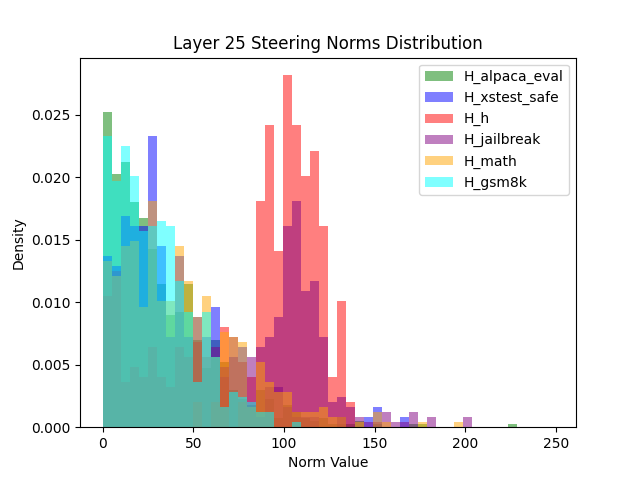 Layer 25 Steering Norms Distribution
H_alpaca_eval
H_xstest_safe
H_h
H_jailbreak
H_math
H_gsm8k
Density
0.025
0.020
0.015
0.010
0.005
0.000
0
50
100
150
200
250
Norm Value